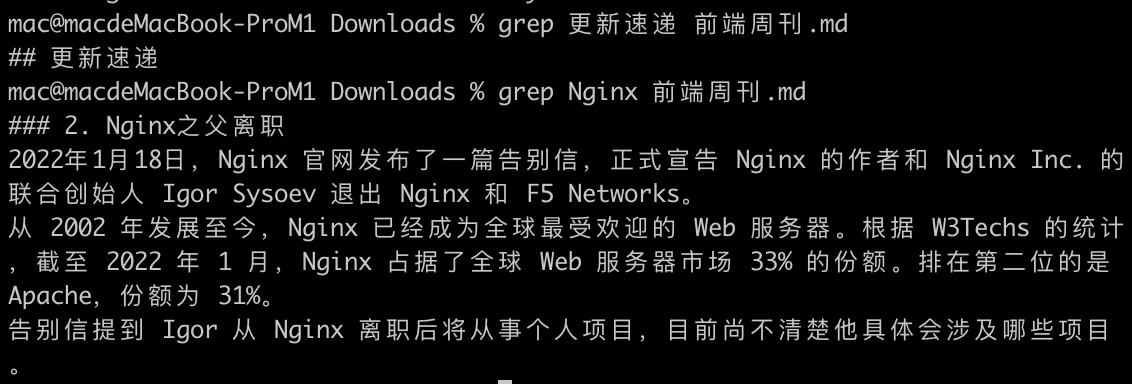 mac@macdeMacBook-ProM1 Downloads % grep 更新速递 前端周刊.md
## 更新速递
mac@macdeMacBook-ProM1 Downloads % grep Nginx 前端周刊.md
### 2. Nginx之父离职
2022年1月18日，Nginx 官网发布了一篇告别信，正式宣告 Nginx 的作者和 Nginx Inc. 的
联合创始人 Igor Sysoev 退出 Nginx 和 F5 Networks。
从 2002 年发展至今，Nginx 已经成为全球最受欢迎的 Web 服务器。根据 W3Techs 的统计
，截至 2022 年 1 月，Nginx 占据了全球 Web 服务器市场 33% 的份额。排在第二位的是
Apache，份额为 31%。
告别信提到 Igor 从 Nginx 离职后将从事个人项目，目前尚不清楚他具体会涉及哪些项目
。